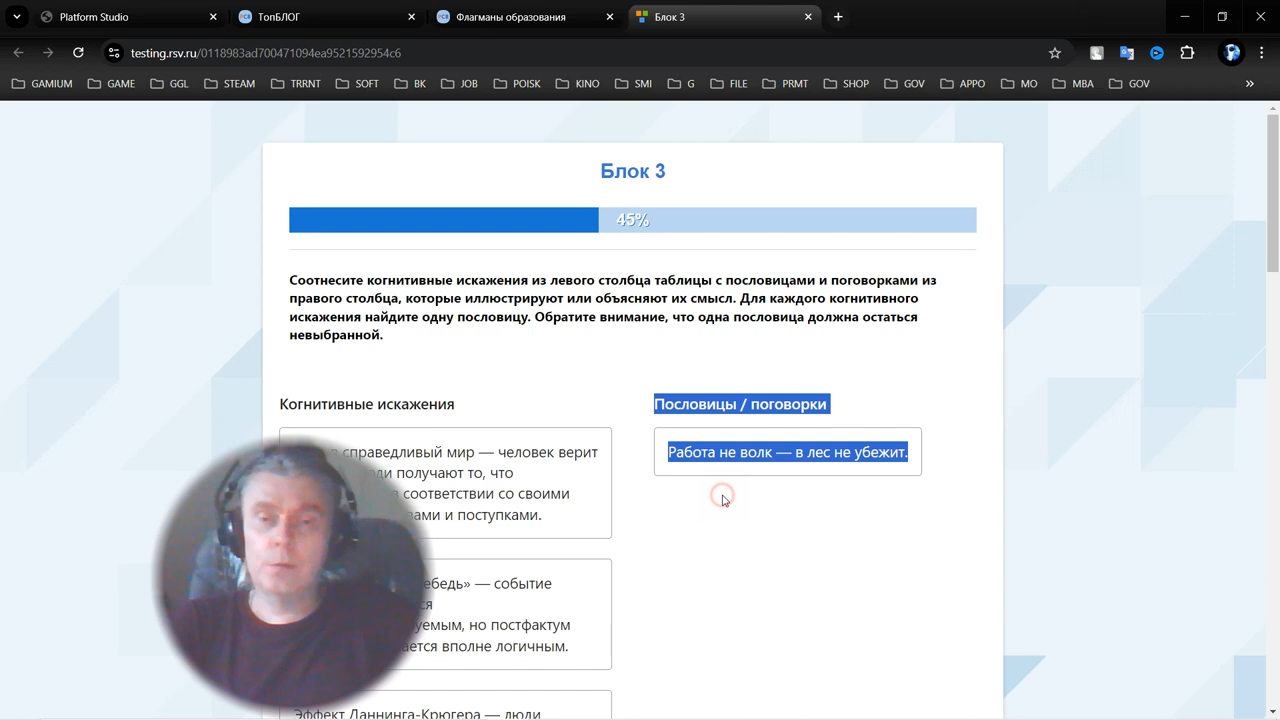 Platform Studio
ТопБЛОГ
Флагманы образования
Блок 3
testing.rsv.ru/0118983ad700471094ea9521592954c6
GAMIUM
GAME
GGL
STEAM
TRRNT
SOFT
BK
JOB
POISK
KINO
SMI
G
FILE
PRMT
SHOP
GOV
APPO
MO
MBA
GOV
Блок 3
45%
Соотнесите когнитивные искажения из левого столбца таблицы с пословицами и поговорками из
правого столбца, которые иллюстрируют или объясняют их смысл. Для каждого когнитивного
искажения найдите одну пословицу. Обратите внимание, что одна пословица должна остаться
невыбранной.
Когнитивные искажения
Пословицы / поговорки
справедливый мир — человек верит
получают то, что
в соответствии со своими
и поступками.
Работа не волк — в лес не убежит.
— событие
но постфактум
вполне логичным.
Эффект Даннинга-Крюгера — люди